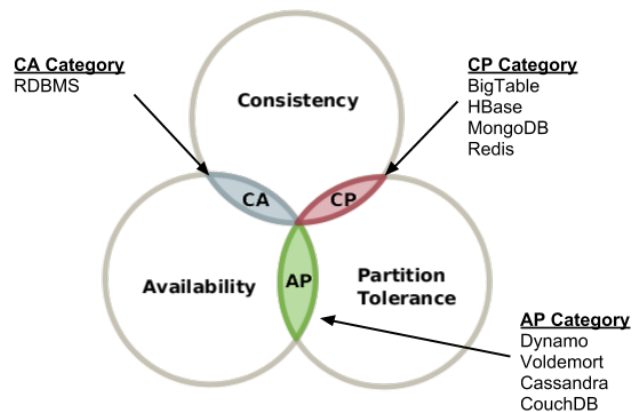 CA Category
RDBMS
CP Category
BigTable
HBase
MongoDB
Redis
Consistency
CA
CP
Availability
AP
Partition
Tolerance
AP Category
Dynamo
Voldemort
Cassandra
CouchDB